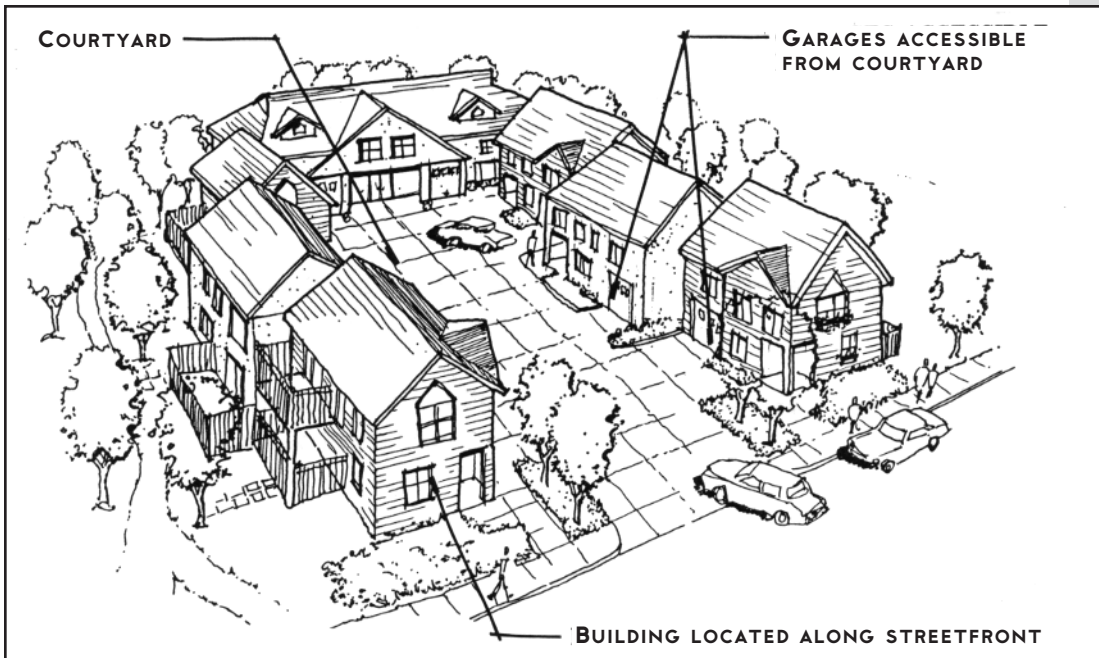 COURTYARD
GARAGES ACCESSIBLE
FROM COURTYARD
BUILDING LOCATED ALONG STREETFRONT